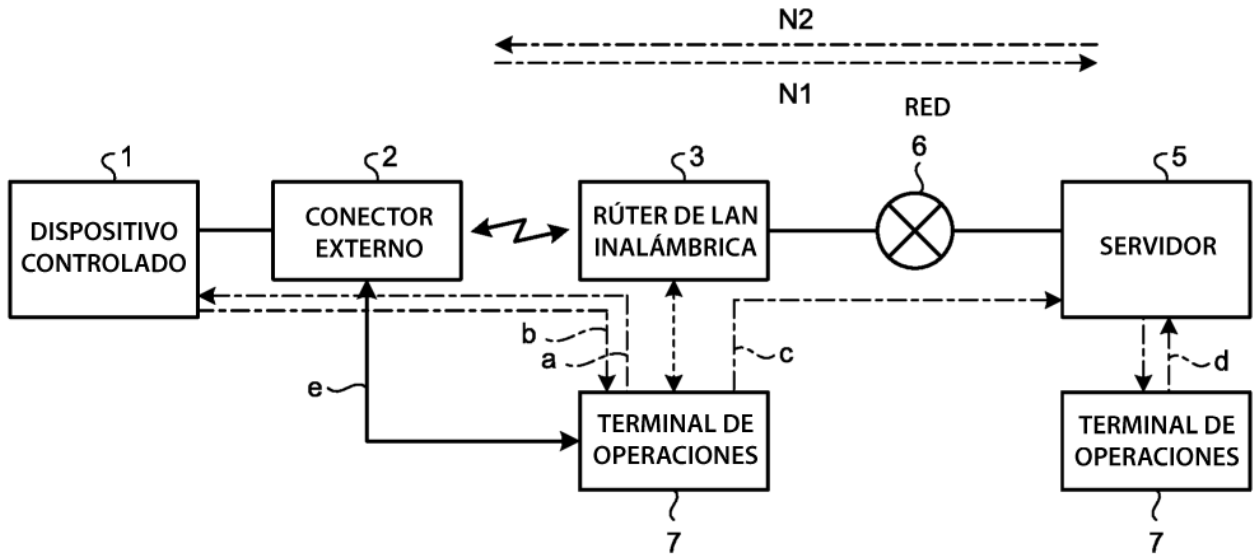 N2
N1
RED
6
1
2
3
5
DISPOSITIVO
CONTROLADO
CONECTOR
EXTERNO
RÚTER DE LAN
INALÁMBRICA
SERVIDOR
b
a
c
d
e
TERMINAL DE
OPERACIONES
TERMINAL DE
OPERACIONES
7
7